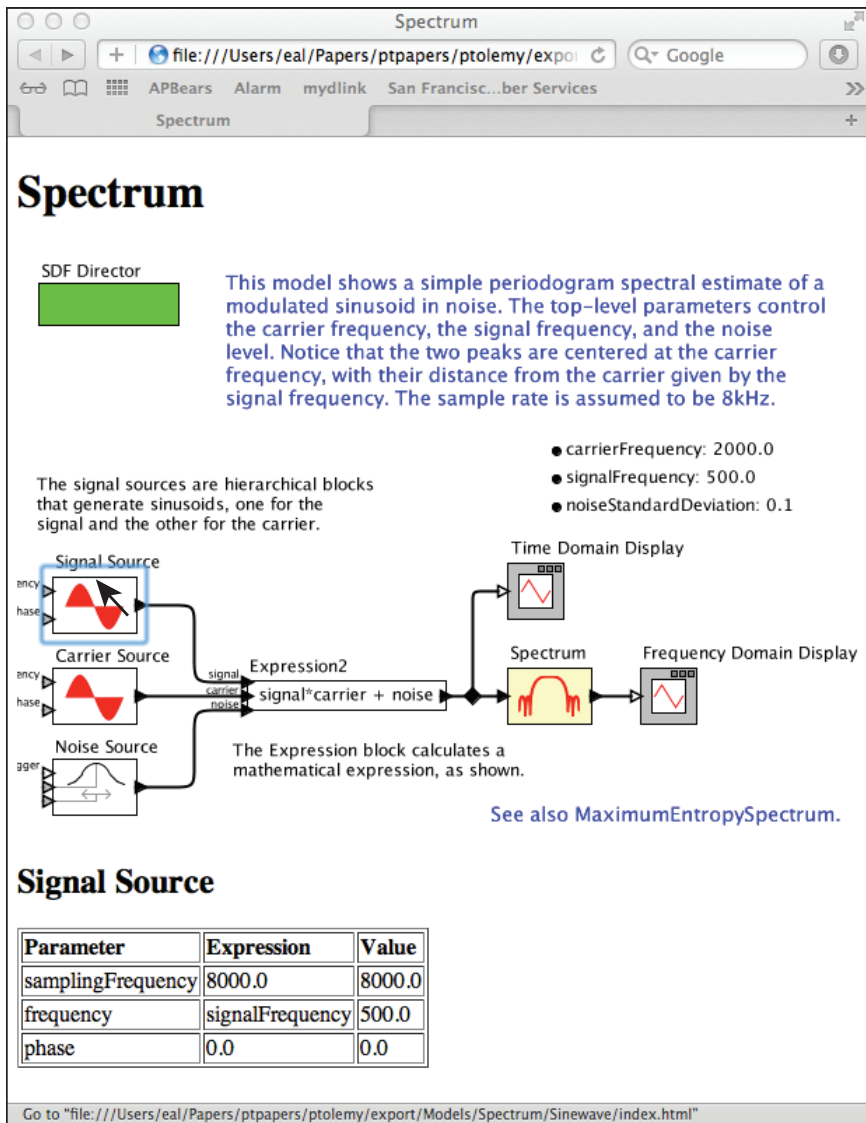 Spectrum
file:///Users/eal/Papers/ptpapers/ptolemy/expo
Google
APBears Alarm mydlink San Francisc...ber Services
Spectrum
Spectrum
SDF Director
This model shows a simple periodogram spectral estimate of a
modulated sinusoid in noise. The top-level parameters control
the carrier frequency, the signal frequency, and the noise
level. Notice that the two peaks are centered at the carrier
frequency, with their distance from the carrier given by the
signal frequency. The sample rate is assumed to be 8kHz.
carrierFrequency: 2000.0
signalFrequency: 500.0
noiseStandardDeviation: 0.1
The signal sources are hierarchical blocks
that generate sinusoids, one for the
signal and the other for the carrier.
Signal Source
ency
hase
Carrier Source
ency
hase
Noise Source
gger
signal
carrier
noise
Expression2
signal*carrier + noise
The Expression block calculates a
mathematical expression, as shown.
Time Domain Display
Spectrum
Frequency Domain Display
See also MaximumEntropySpectrum.
Signal Source
Parameter Expression Value
samplingFrequency 8000.0 8000.0
frequency signalFrequency 500.0
phase 0.0 0.0
Go to "file:///Users/eal/Papers/ptpapers/ptolemy/export/Models/Spectrum/Sinewave/index.html"